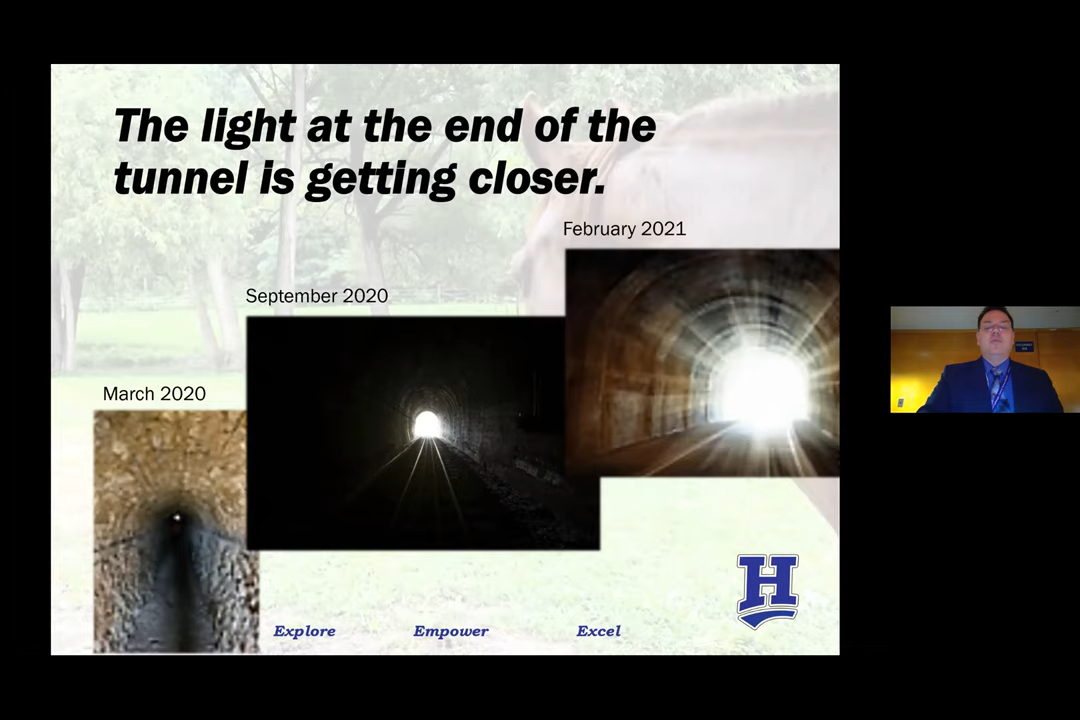 The light at the end of the
tunnel is getting closer.
February 2021
September 2020
March 2020
H
Explore Empower Excel